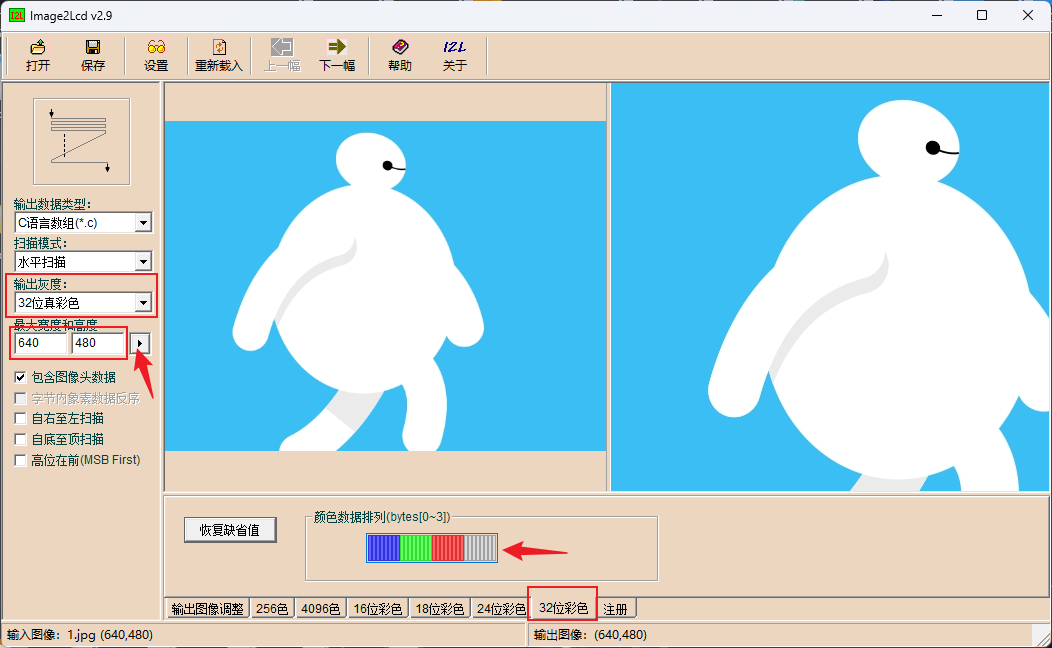 Image2Lcd v2.9
打开 保存 设置 重新载入 上一幅 下一幅 帮助 关于
输出数据类型:
C语言数组(*.c)
扫描模式:
水平扫描
输出灰度:
32位真彩色
最大宽度和高度
640 480
包含图像头数据
字节内象素数据反序
自右至左扫描
自底至顶扫描
高位在前(MSB First)
恢复缺省值
颜色数据排列(bytes[0~3])
输出图像调整 256色 4096色 16位彩色 18位彩色 24位彩色 32位彩色 注册
输入图像: 1.jpg (640,480)
输出图像: (640,480)